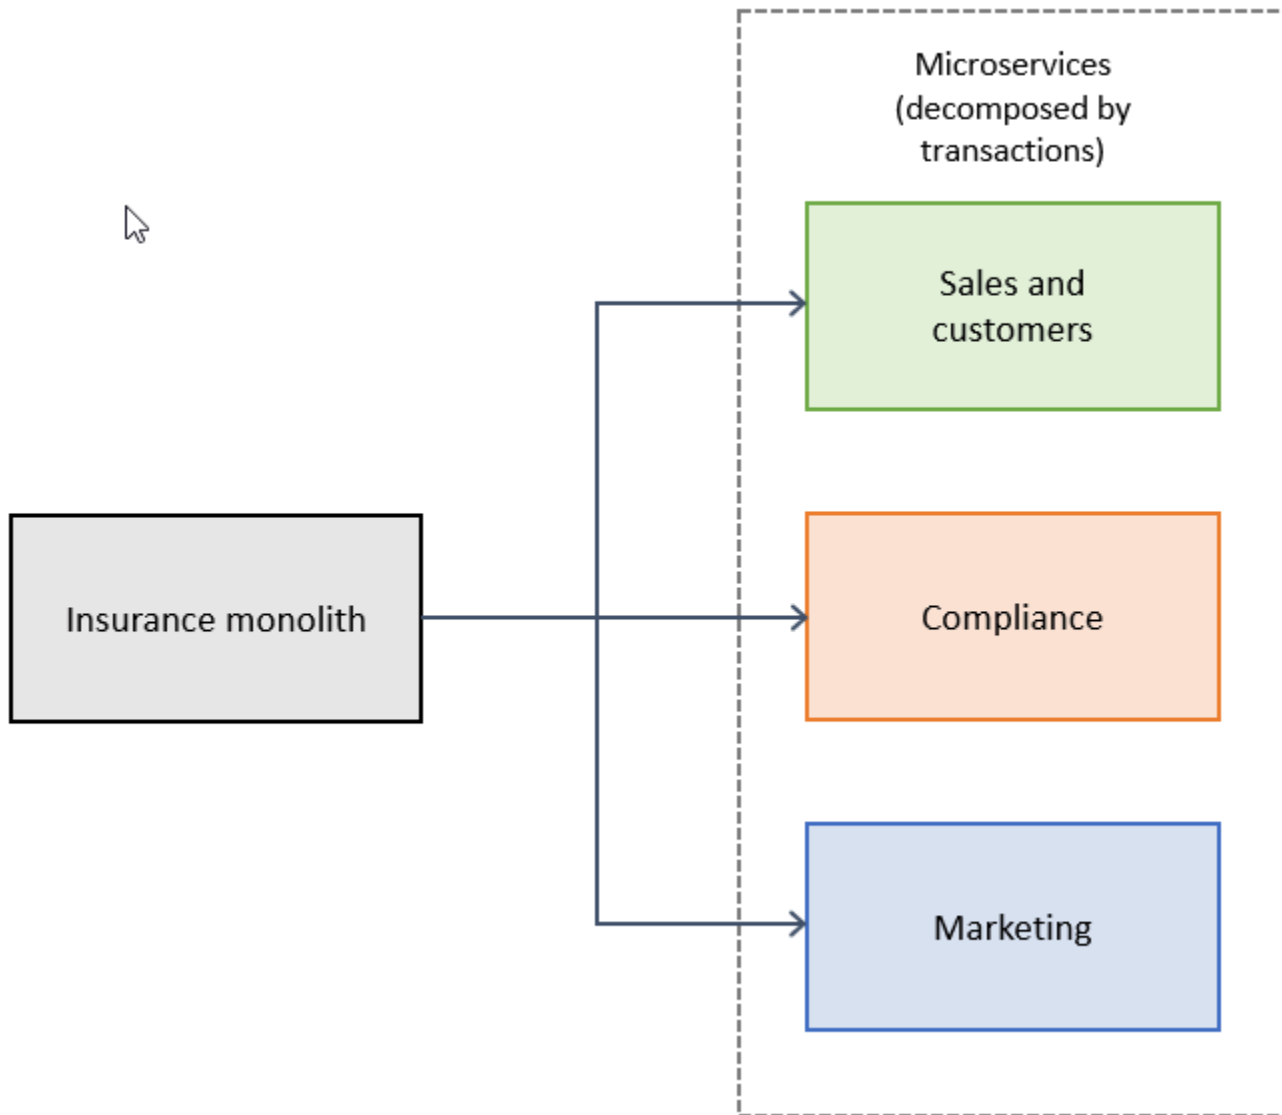 Microservices
(decomposed by
transactions)
Sales and
customers
Insurance monolith
Compliance
Marketing